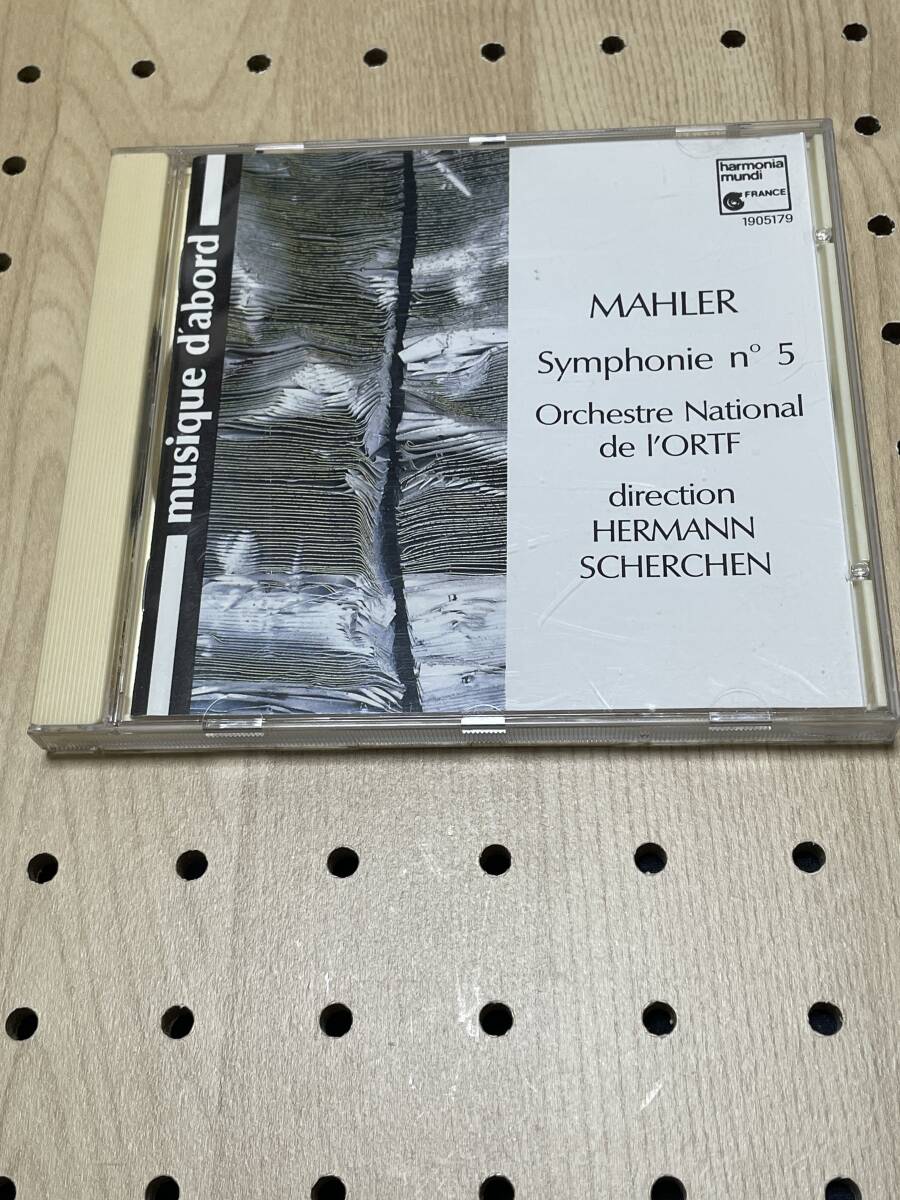 musique d'abord
harmonia
mundi
FRANCE
1905179
MAHLER
Symphonie n° 5
Orchestre National
de l'ORTF
direction
HERMANN
SCHERCHEN